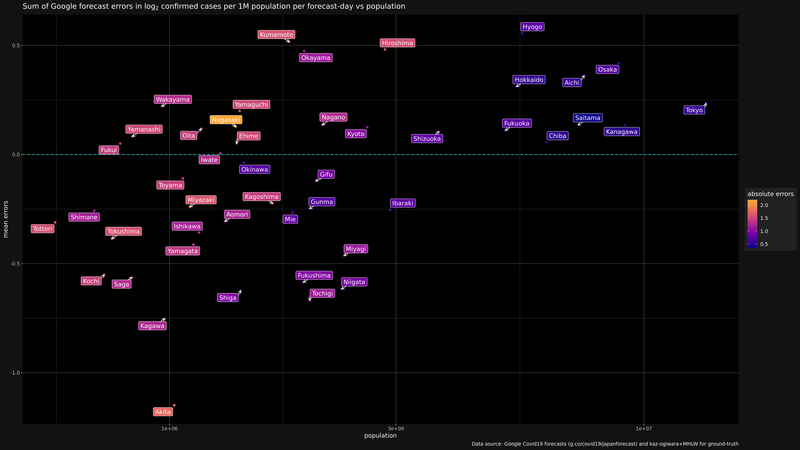 Sum of Google forecast errors in log₂ confirmed cases per 1M population per forecast-day vs population
mean errors
0.5
0.0
-0.5
-1.0
Hyogo
Kumamoto
Hiroshima
Okayama
Osaka
Hokkaido
Aichi
Wakayama
Yamaguchi
Tokyo
Nagasaki
Nagano
Saitama
Fukuoka
Yamanashi
Oita
Ehime
Kyoto
Shizuoka
Chiba
Kanagawa
Fukui
Iwate
Okinawa
Gifu
Toyama
Miyazaki
Kagoshima
Gunma
Ibaraki
Shimane
Aomori
Mie
Tottori
Tokushima
Ishikawa
Yamagata
Miyagi
Kochi
Saga
Fukushima
Niigata
Shiga
Tochigi
Kagawa
Akita
absolute errors
2.0
1.5
1.0
0.5
1e+06
3e+06
1e+07
population
Data source: Google Covid19 forecasts (g.co/covid19/japanforecast) and kaz-ogiwara+MHLW for ground-truth